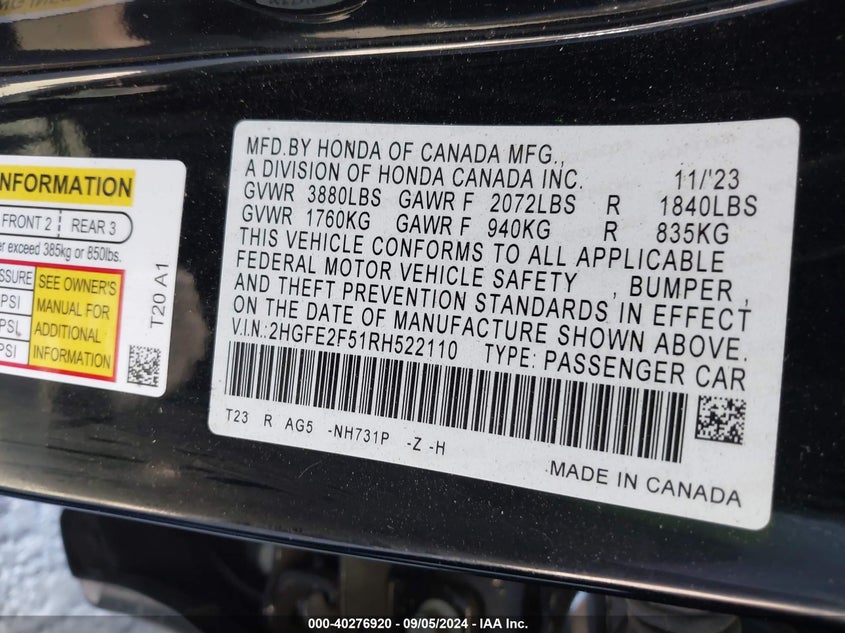 INFORMATION
FRONT 2 REAR 3
exceed 385kg or 850lbs.
SEE OWNER'S
PSI MANUAL FOR
ADDITIONAL
PSI INFORMATION
T20 A1
MFD.BY HONDA OF CANADA MFG.,
A DIVISION OF HONDA CANADA INC. 11/'23
GVWR 3880LBS GAWR F 2072LBS R 1840LBS
GVWR 1760KG GAWR F 940KG R 835KG
THIS VEHICLE CONFORMS TO ALL APPLICABLE
FEDERAL MOTOR VEHICLE SAFETY , BUMPER ,
AND THEFT PREVENTION STANDARDS IN EFFECT
ON THE DATE OF MANUFACTURE SHOWN ABOVE.
V.I.N.:2HGFE2F51RH522110 TYPE: PASSENGER CAR
T23 R AG5 -NH731P -Z -H
MADE IN CANADA
000-40276920 - 09/05/2024 - IAA Inc.